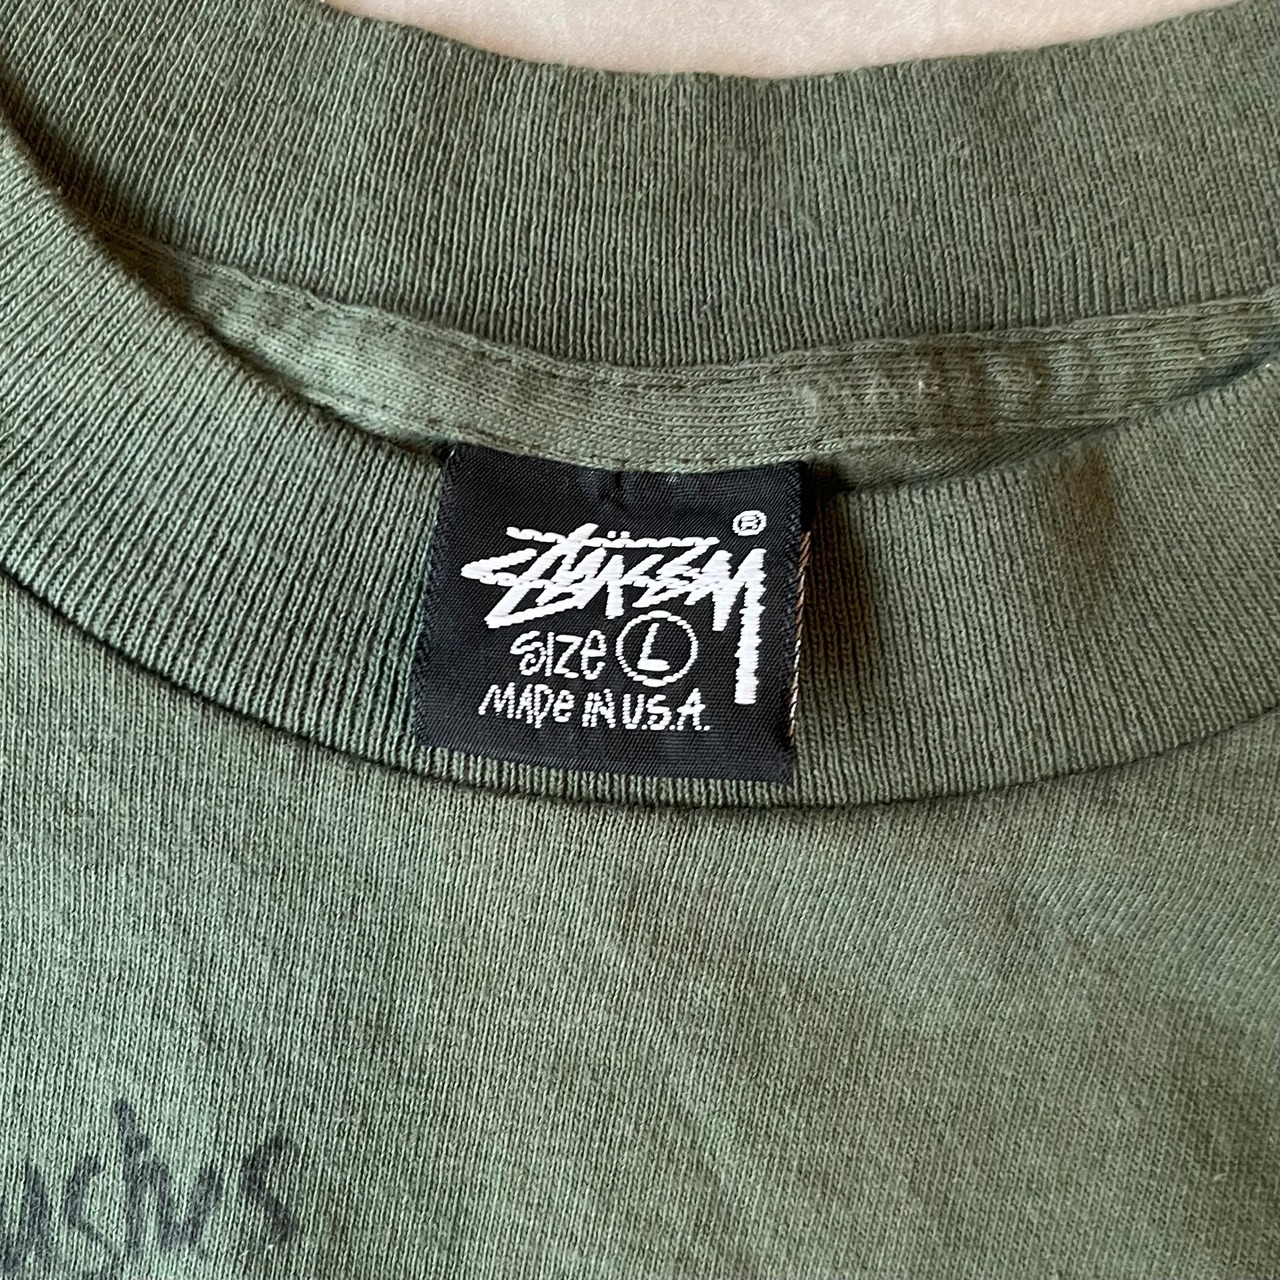 STÜSSY ®
SIZe L
MADe IN U.S.A.